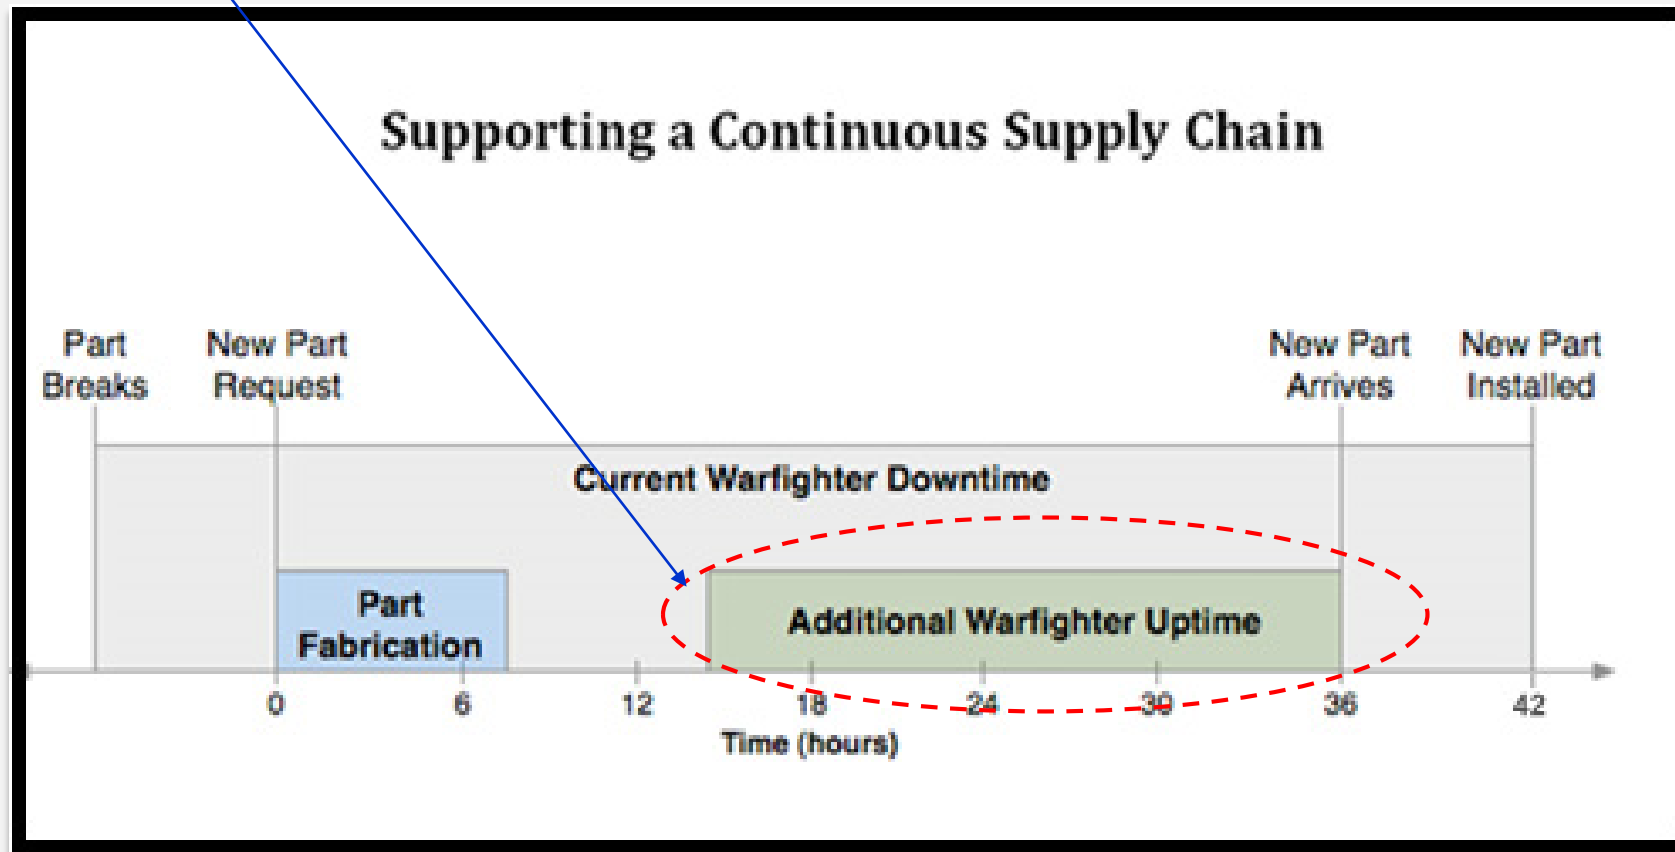 Supporting a Continuous Supply Chain
Part
Breaks
New Part
Request
New Part
Arrives
New Part
Installed
Current Warfighter Downtime
Part
Fabrication
Additional Warfighter Uptime
0 6 12 18 24 30 36 42
Time (hours)